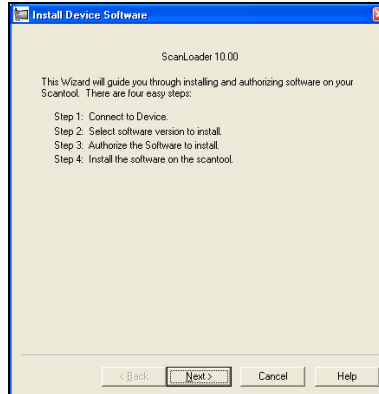 Install Device Software
ScanLoader 10.00
This Wizard will guide you through installing and authorizing software on your
Scantool. There are four easy steps:
Step 1: Connect to Device.
Step 2: Select software version to install.
Step 3: Authorize the Software to install.
Step 4: Install the software on the scantool.
< Back Next > Cancel Help